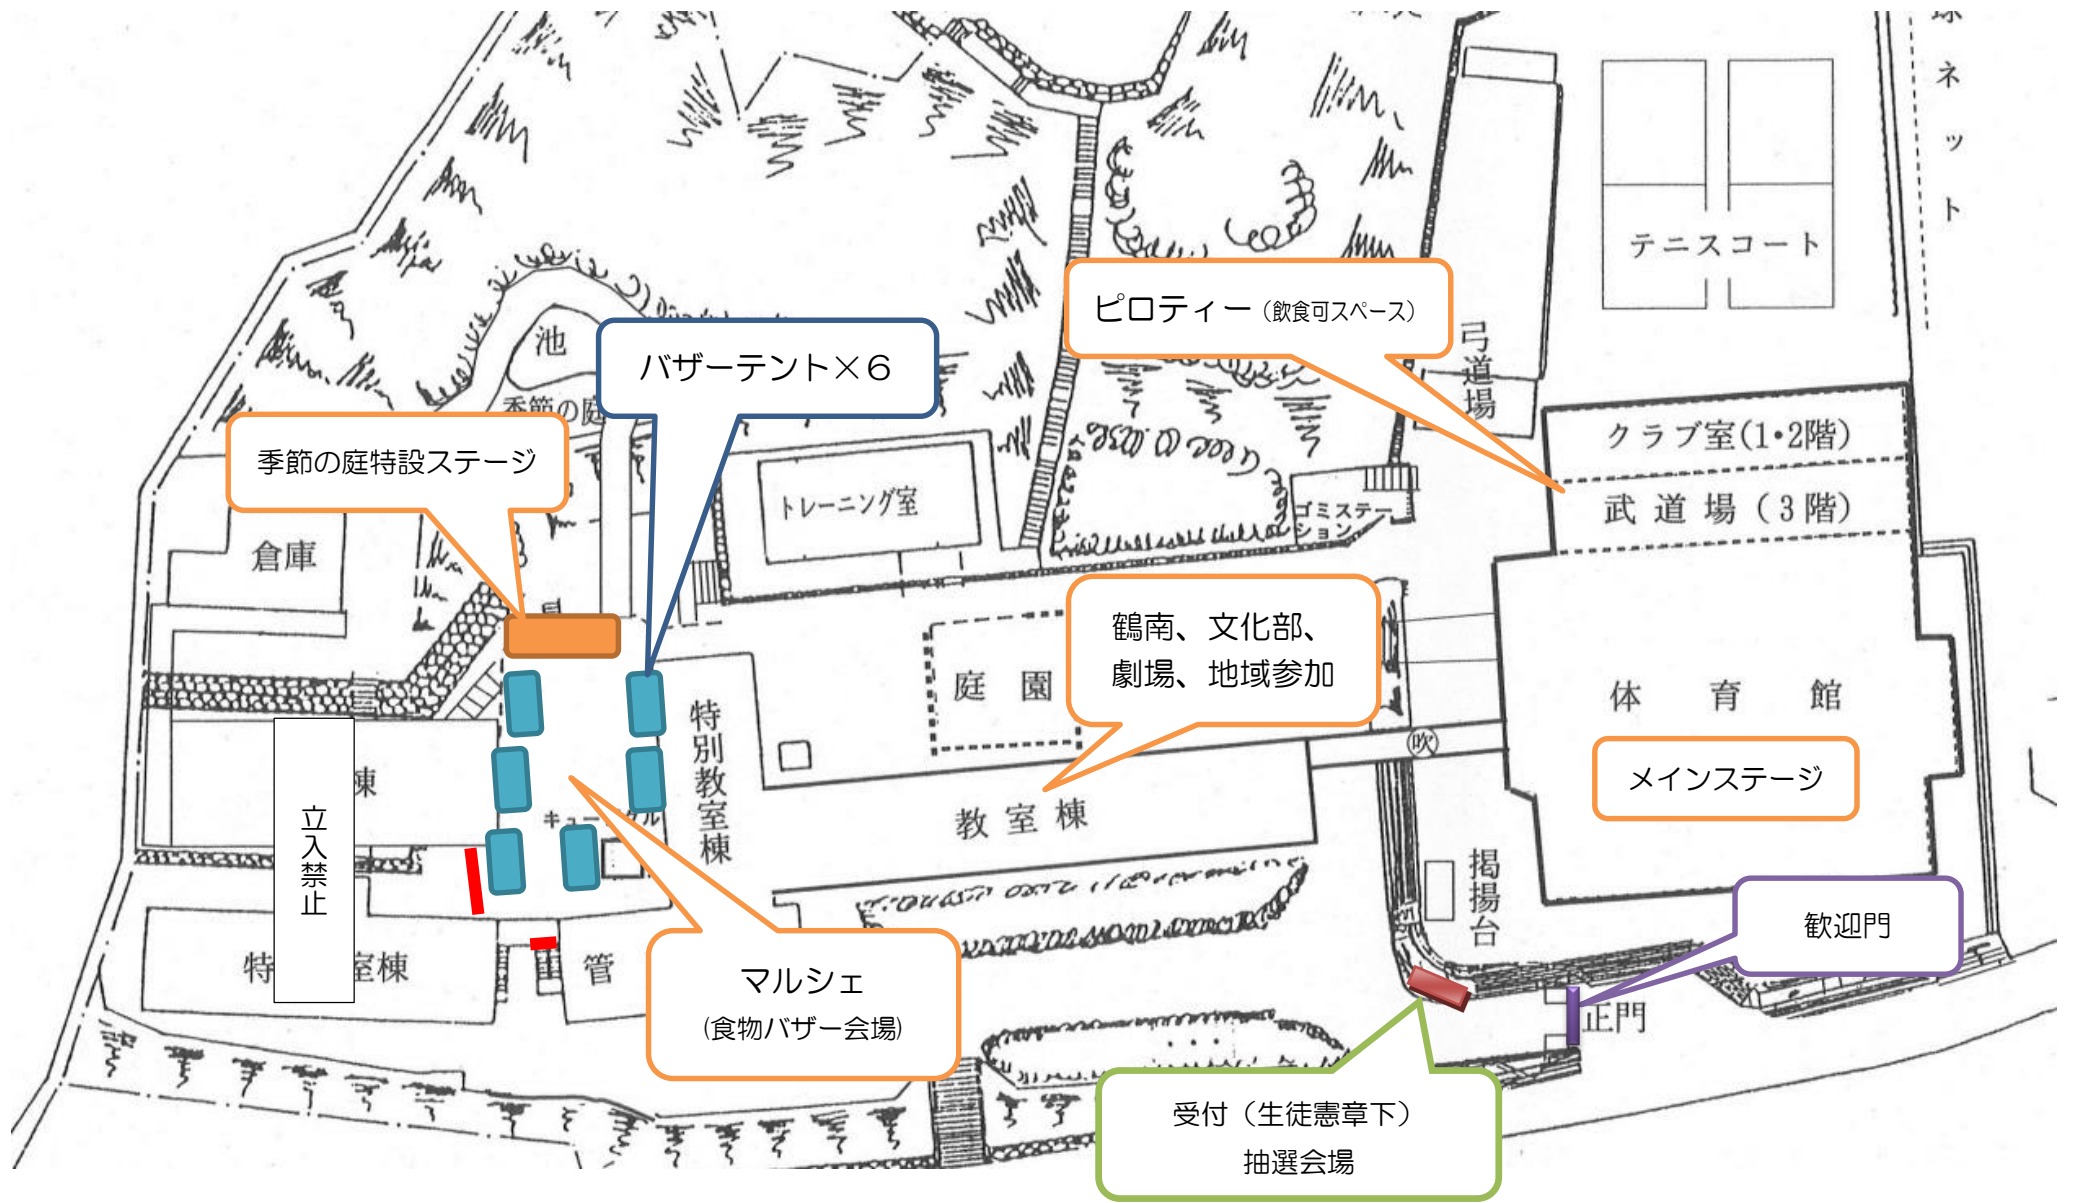 ネット
テニスコート
ピロティー（飲食可スペース）
弓道場
池
バザーテント×６
季節の庭
季節の庭特設ステージ
クラブ室(1・2階)
武道場(3階)
トレーニング室
ゴミステーション
倉庫
鶴南、文化部、
劇場、地域参加
庭園
体育館
特別教室棟
吹
メインステージ
棟
立入禁止
教室棟
掲揚台
歓迎門
特
室棟
管
マルシェ
(食物バザー会場)
正門
受付（生徒憲章下）
抽選会場